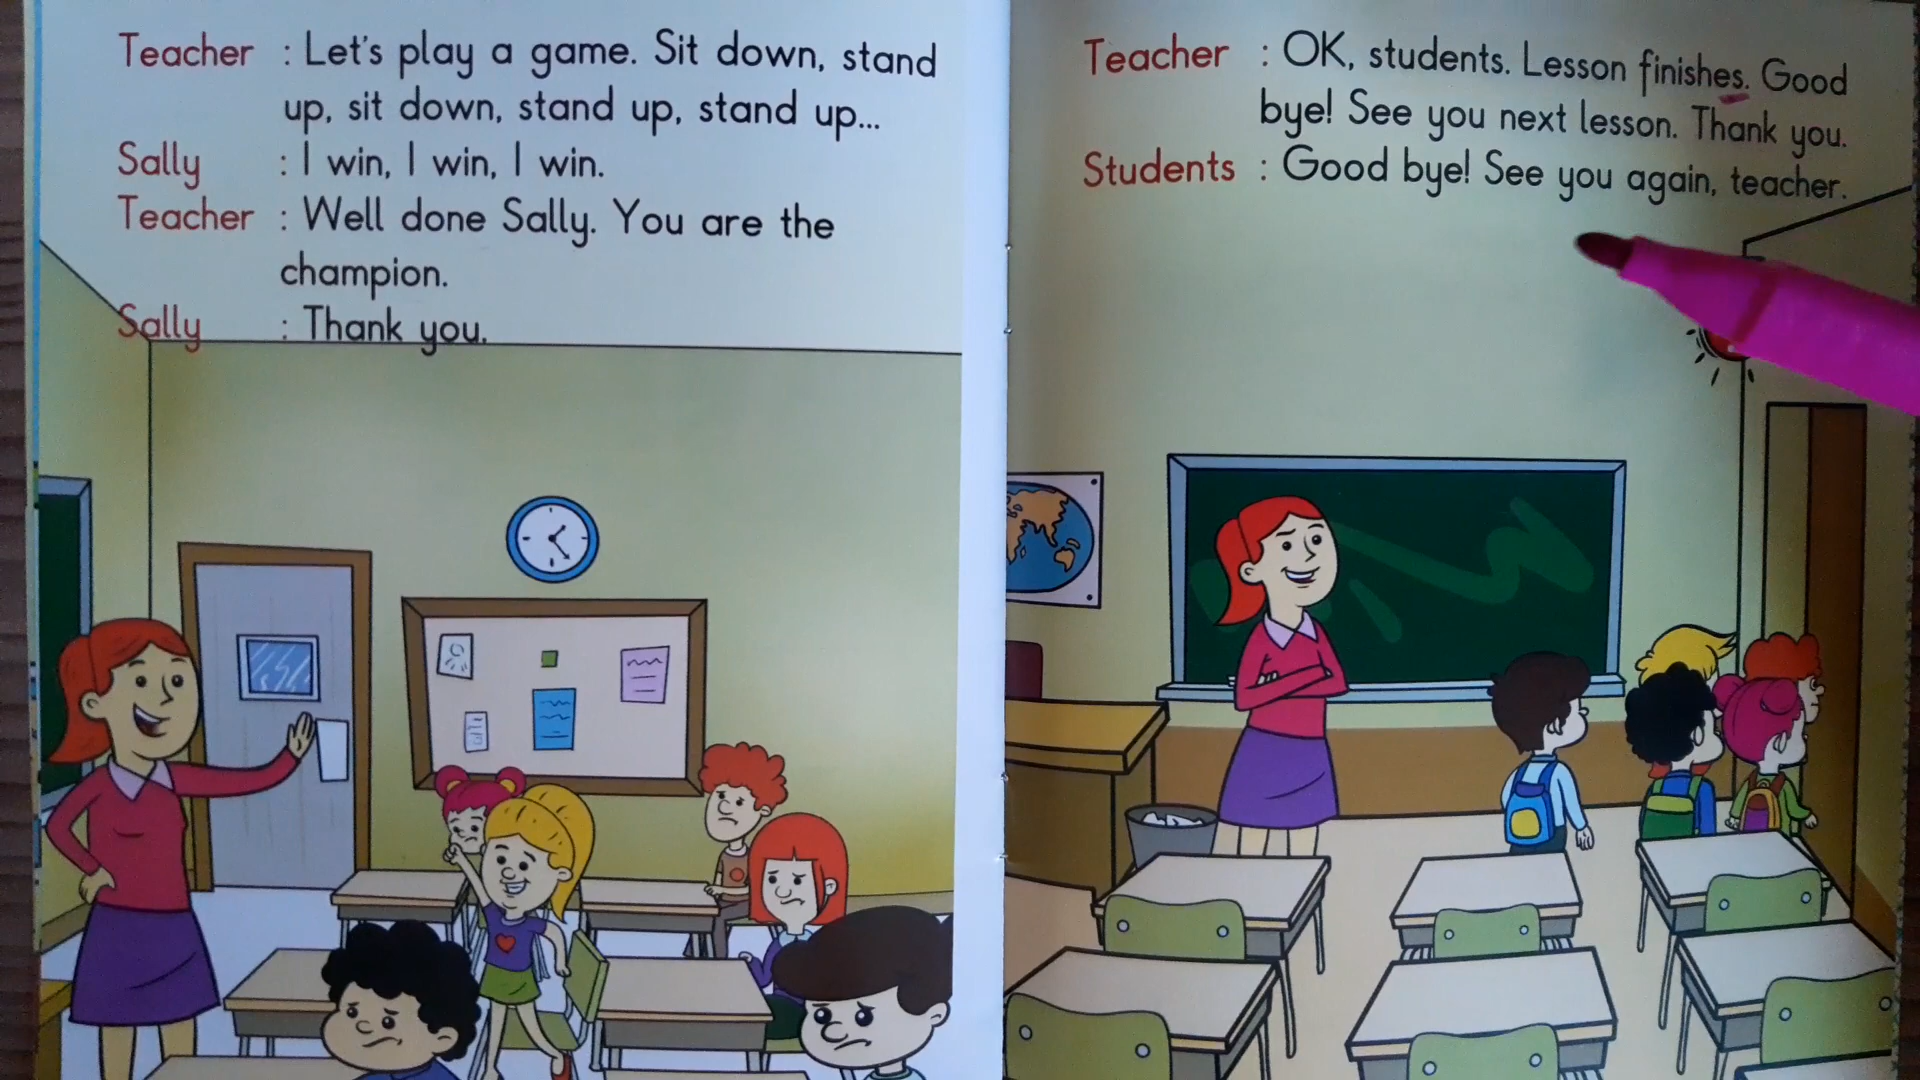 Teacher : Let's play a game. Sit down, stand
up, sit down, stand up, stand up...
Sally : I win, I win, I win.
Teacher : Well done Sally. You are the
champion.
Sally : Thank you.
Teacher : OK, students. Lesson finishes. Good
bye! See you next lesson. Thank you.
Students : Good bye! See you again, teacher.